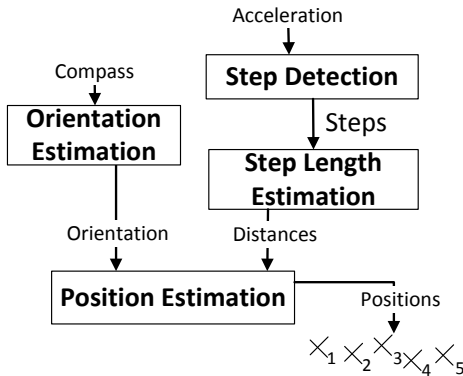 Acceleration
Step Detection
Compass
Orientation
Estimation
Steps
Step Length
Estimation
Orientation
Distances
Position Estimation
Positions
1 2 3 4 5